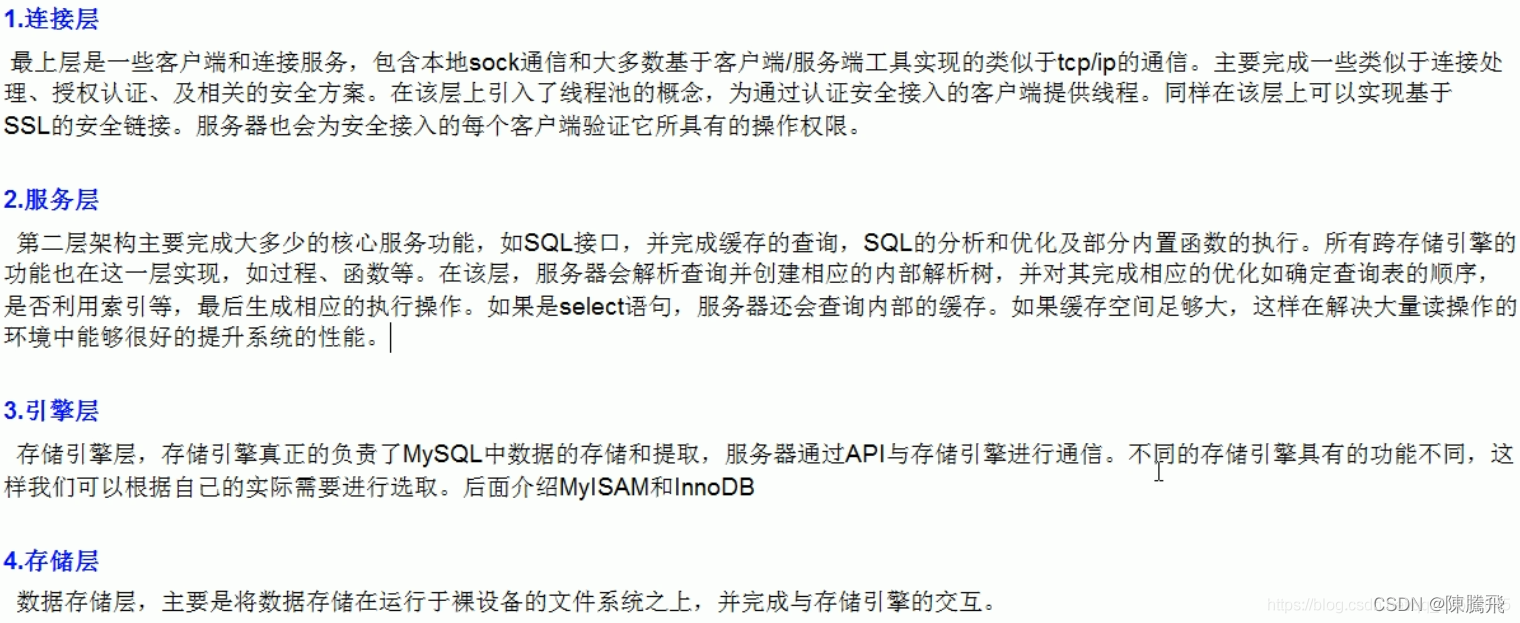 1.连接层
最上层是一些客户端和连接服务，包含本地sock通信和大多数基于客户端/服务端工具实现的类似于tcp/ip的通信。主要完成一些类似于连接处
理、授权认证、及相关的安全方案。在该层上引入了线程池的概念，为通过认证安全接入的客户端提供线程。同样在该层上可以实现基于
SSL的安全链接。服务器也会为安全接入的每个客户端验证它所具有的操作权限。
2.服务层
第二层架构主要完成大多少的核心服务功能，如SQL接口，并完成缓存的查询，SQL的分析和优化及部分内置函数的执行。所有跨存储引擎的
功能也在这一层实现，如过程、函数等。在该层，服务器会解析查询并创建相应的内部解析树，并对其完成相应的优化如确定查询表的顺序，
是否利用索引等，最后生成相应的执行操作。如果是select语句，服务器还会查询内部的缓存。如果缓存空间足够大，这样在解决大量读操作的
环境中能够很好的提升系统的性能。
3.引擎层
存储引擎层，存储引擎真正的负责了MySQL中数据的存储和提取，服务器通过API与存储引擎进行通信。不同的存储引擎具有的功能不同，这
样我们可以根据自己的实际需要进行选取。后面介绍MyISAM和InnoDB
4.存储层
数据存储层，主要是将数据存储在运行于裸设备的文件系统之上，并完成与存储引擎的交互。
CSDN @陳騰飛